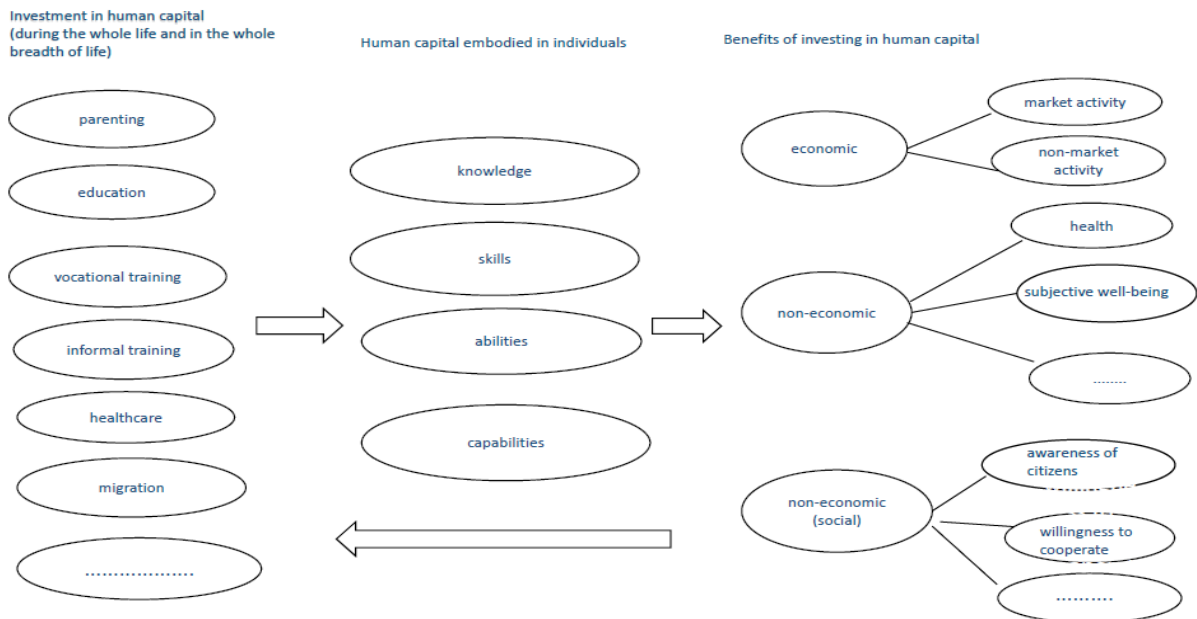 Investment in human capital
(during the whole life and in the whole
breadth of life)
parenting
education
vocational training
informal training
healthcare
migration
...................
Human capital embodied in individuals
knowledge
skills
abilities
capabilities
Benefits of investing in human capital
economic
market activity
non-market
activity
non-economic
health
subjective well-being
........
non-economic
(social)
awareness of
citizens
willingness to
cooperate
..........